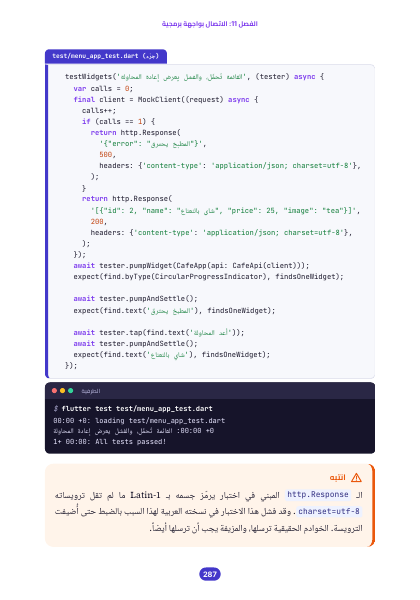 الفصل 11: الاتصال بواجهة برمجية
test/menu_app_test.dart (جزء)
testWidgets('القائمة تُحمَّل، والفشل يعرض إعادة المحاولة', (tester) async {
var calls = 0;
final client = MockClient((request) async {
calls++;
if (calls == 1) {
return http.Response(
'{"error": "المطبخ يحترق"}',
500,
headers: {'content-type': 'application/json; charset=utf-8'},
);
}
return http.Response(
'[{"id": 2, "name": "شاي بالنعناع", "price": 25, "image": "tea"}]',
200,
headers: {'content-type': 'application/json; charset=utf-8'},
);
});
await tester.pumpWidget(CafeApp(api: CafeApi(client)));
expect(find.byType(CircularProgressIndicator), findsOneWidget);
await tester.pumpAndSettle();
expect(find.text('المطبخ يحترق'), findsOneWidget);
await tester.tap(find.text('أعد المحاولة'));
await tester.pumpAndSettle();
expect(find.text('شاي بالنعناع'), findsOneWidget);
});
الطرفية
$ flutter test test/menu_app_test.dart
00:00 +0: loading test/menu_app_test.dart
00:00 +0: القائمة تُحمَّل، والفشل يعرض إعادة المحاولة
00:00 +1: All tests passed!
انتبه
الـ http.Response المبني في اختبار يرمّز جسمه بـ Latin-1 ما لم تقل ترويساته
charset=utf-8. وقد فشل هذا الاختبار في نسخته العربية لهذا السبب بالضبط حتى أُضيفت
الترويسة. الخوادم الحقيقية ترسلها، والمزيفة يجب أن ترسلها أيضاً.
287